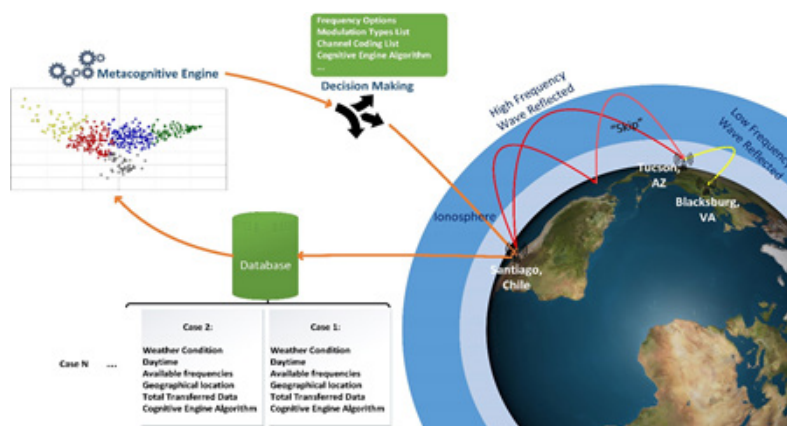 Frequency Options
Modulation Types List
Channel Coding List
Cognitive Engine Algorithm
...
Metacognitive Engine
Decision Making
High Frequency
Wave Reflected
"Skip"
Low Frequency
Wave Reflected
Tucson,
AZ
Blacksburg,
VA
Ionosphere
Santiago,
Chile
Database
Case N ...
Case 2:
Weather Condition
Daytime
Available frequencies
Geographical location
Total Transferred Data
Cognitive Engine Algorithm
Case 1:
Weather Condition
Daytime
Available frequencies
Geographical location
Total Transferred Data
Cognitive Engine Algorithm